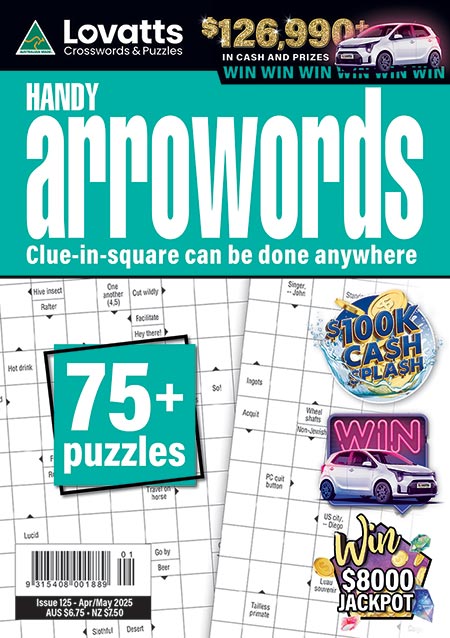 Lovatts
Crosswords & Puzzles
$126,990†
IN CASH AND PRIZES
WIN WIN WIN WIN WIN WIN
HANDY
arrowords
Clue-in-square can be done anywhere
Hive insect
One
another
(4,5)
Cut wildly
Rafter
Facilitate
Hey there!
Hot drink
So!
Singer,
-- John
$100K
CASH
SPLASH
Ingots
Acquit
Wheel
shafts
Non-Jewish
75+
puzzles
WIN
PC cuit
button
Travel on
horse
US city,
-- Diego
Lucid
Go by
Beer
Win
$8000
JACKPOT
Luau
souvenir
Tailless
primate
Slothful
Desert
01
9 315408 001889
Issue 125 - Apr/May 2025
AUS $6.75 - NZ $7.50